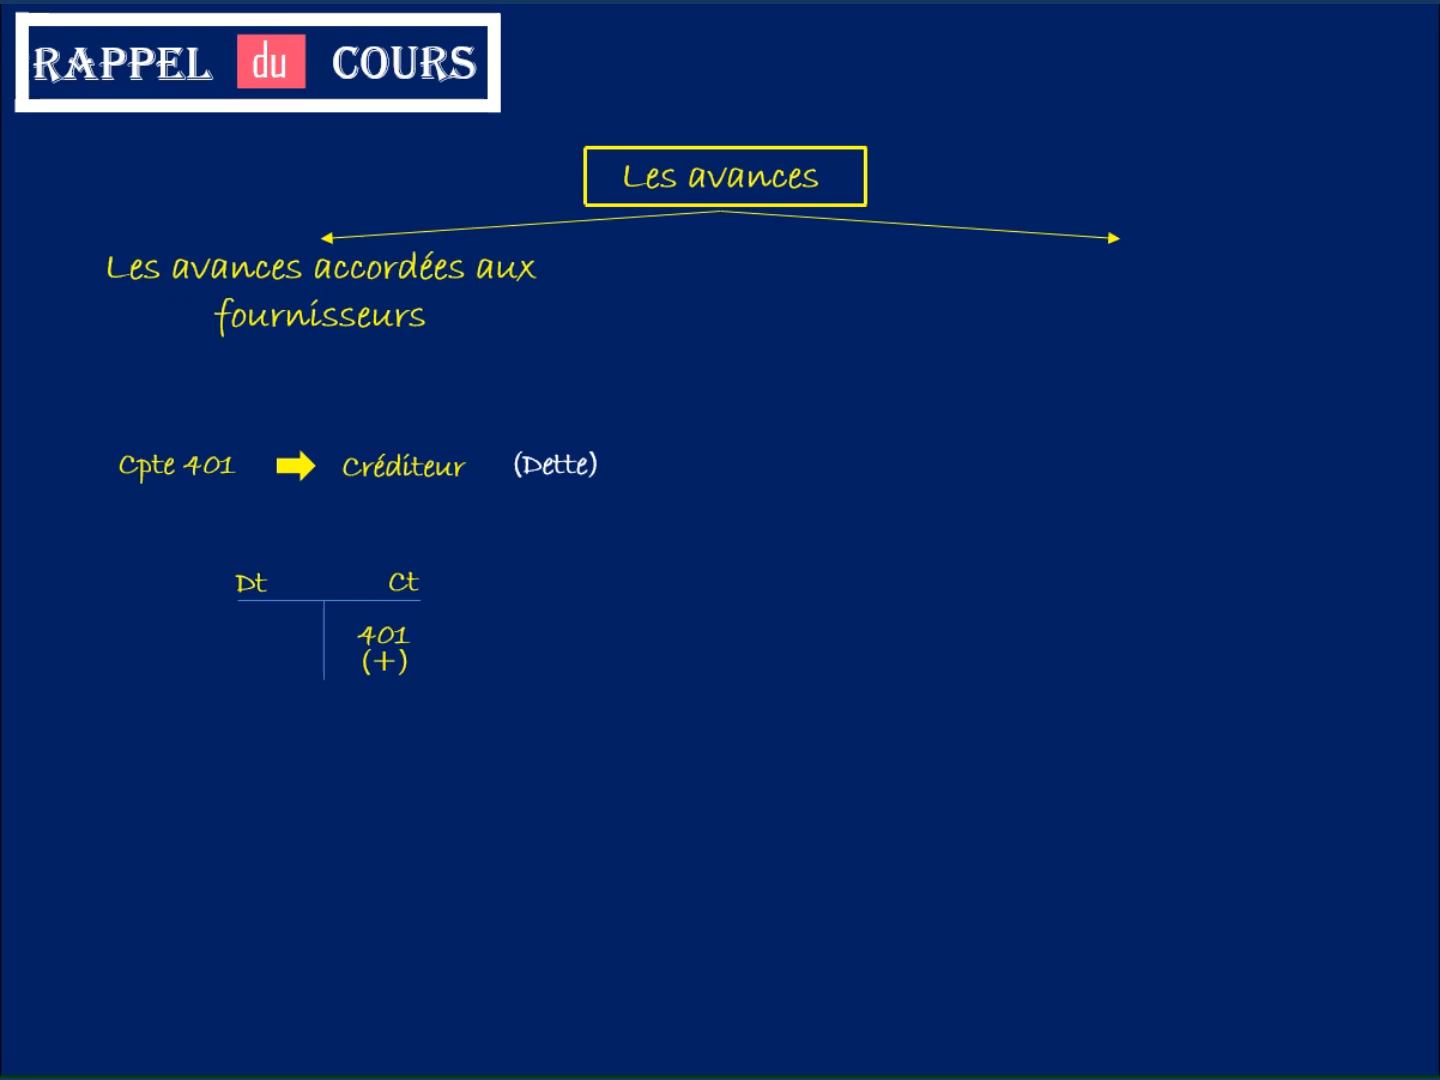 RAPPEL du COURS
Les avances
Les avances accordées aux
fournisseurs
Cpte 401 Créditeur (Dette)
Dt Ct
401
(+)